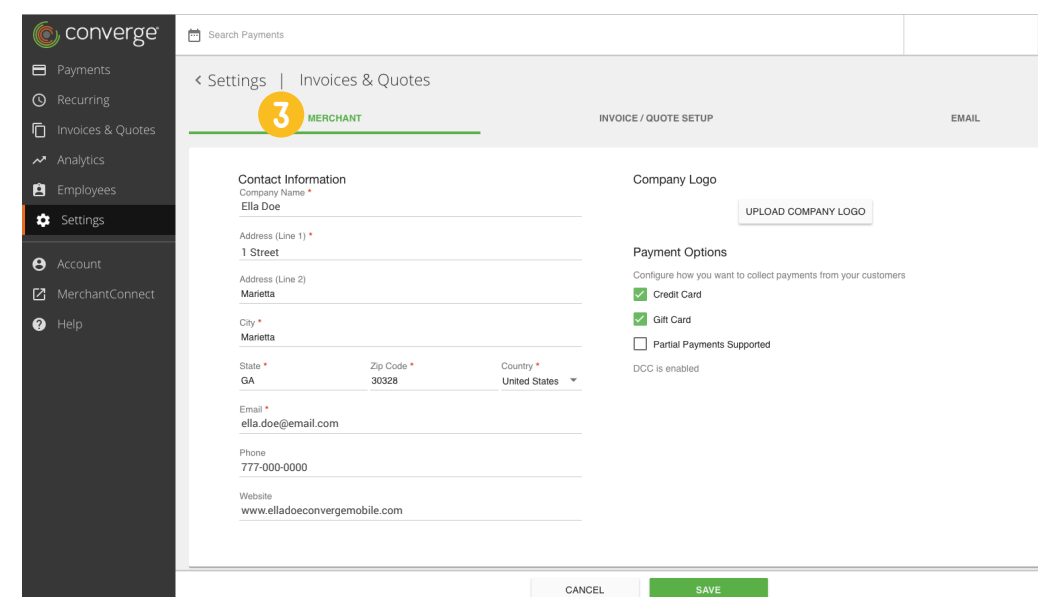 converge
Search Payments
Payments
Recurring
Invoices & Quotes
Analytics
Employees
Settings
Account
MerchantConnect
Help
< Settings | Invoices & Quotes
3
MERCHANT
INVOICE / QUOTE SETUP
EMAIL
Contact Information
Company Name *
Ella Doe
Address (Line 1) *
1 Street
Address (Line 2)
Marietta
City *
Marietta
State * Zip Code * Country *
GA 30328 United States
Email *
ella.doe@email.com
Phone
777-000-0000
Website
www.elladoeconvergemobile.com
Company Logo
UPLOAD COMPANY LOGO
Payment Options
Configure how you want to collect payments from your customers
Credit Card
Gift Card
Partial Payments Supported
DCC is enabled
CANCEL
SAVE